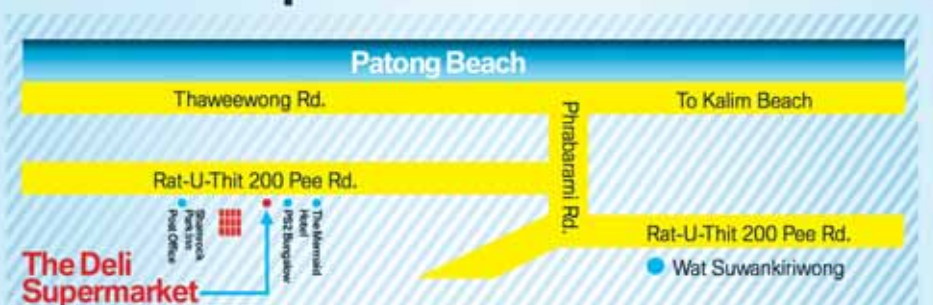 Patong Beach
Thaweewong Rd.
To Kalim Beach
Phrabarami Rd.
Rat-U-Thit 200 Pee Rd.
Rat-U-Thit 200 Pee Rd.
Wat Suwankiriwong
Shamrock
Park Inn
Post Office
The Mermaid
Hotel
PS2 Bungalow
The Deli
Supermarket